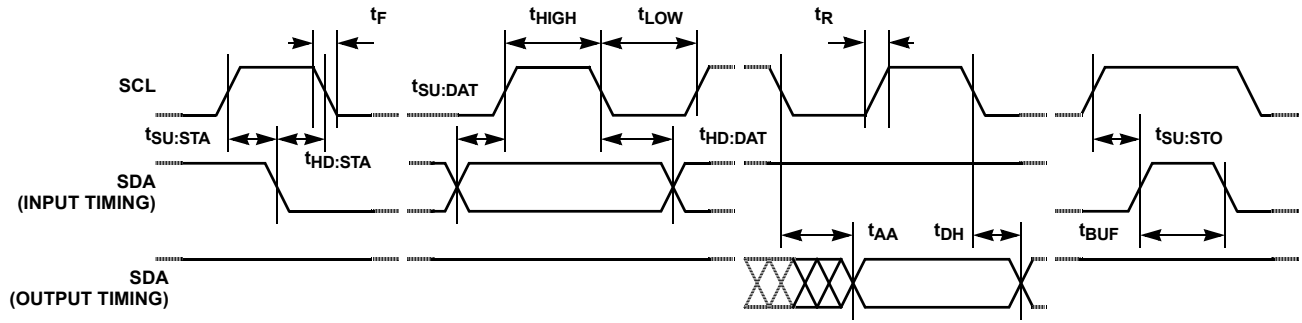 tF
tHIGH
tLOW
tR
SCL
tSU:DAT
tSU:STA
tHD:STA
tHD:DAT
tSU:STO
SDA
(INPUT TIMING)
tAA
tDH
tBUF
SDA
(OUTPUT TIMING)